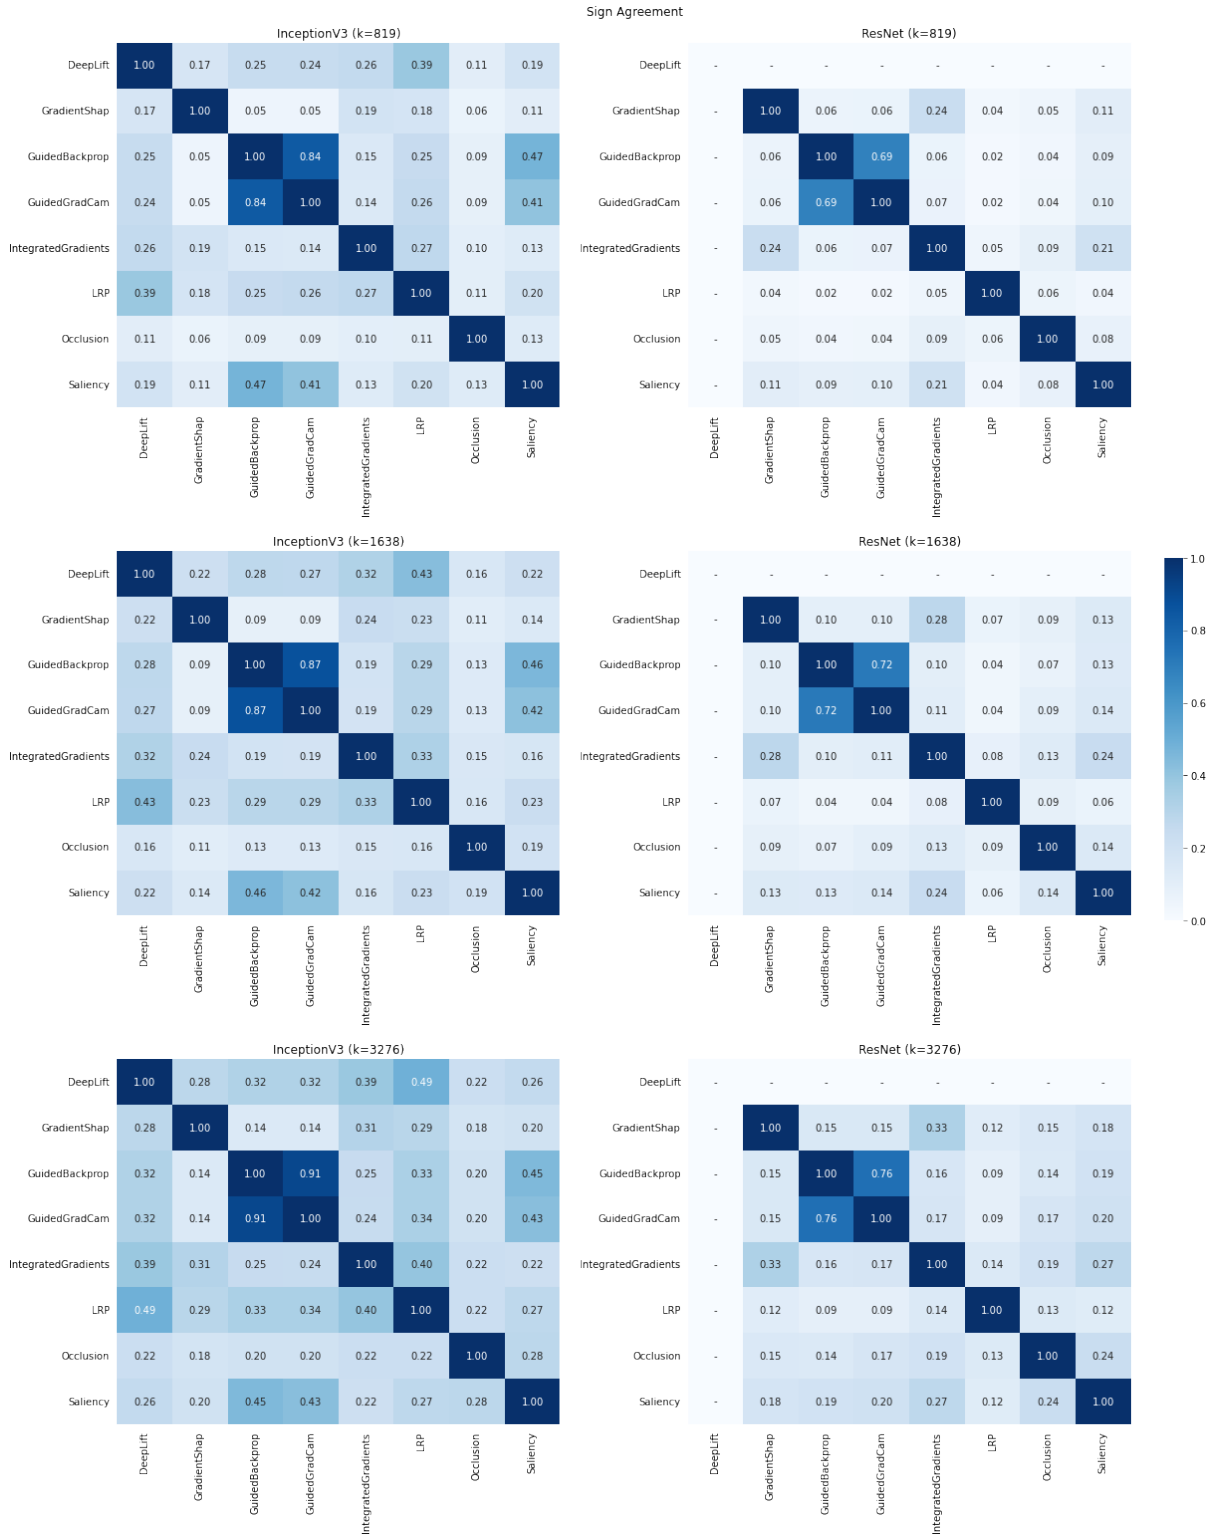 Sign Agreement
InceptionV3 (k=819)
DeepLift 1.00 0.17 0.25 0.24 0.26 0.39 0.11 0.19
GradientShap 0.17 1.00 0.05 0.05 0.19 0.18 0.06 0.11
GuidedBackprop 0.25 0.05 1.00 0.84 0.15 0.25 0.09 0.47
GuidedGradCam 0.24 0.05 0.84 1.00 0.14 0.26 0.09 0.41
IntegratedGradients 0.26 0.19 0.15 0.14 1.00 0.27 0.10 0.13
LRP 0.39 0.18 0.25 0.26 0.27 1.00 0.11 0.20
Occlusion 0.11 0.06 0.09 0.09 0.10 0.11 1.00 0.13
Saliency 0.19 0.11 0.47 0.41 0.13 0.20 0.13 1.00
DeepLift GradientShap GuidedBackprop GuidedGradCam IntegratedGradients LRP Occlusion Saliency
ResNet (k=819)
DeepLift - - - - - - - -
GradientShap - 1.00 0.06 0.06 0.24 0.04 0.05 0.11
GuidedBackprop - 0.06 1.00 0.69 0.06 0.02 0.04 0.09
GuidedGradCam - 0.06 0.69 1.00 0.07 0.02 0.04 0.10
IntegratedGradients - 0.24 0.06 0.07 1.00 0.05 0.09 0.21
LRP - 0.04 0.02 0.02 0.05 1.00 0.06 0.04
Occlusion - 0.05 0.04 0.04 0.09 0.06 1.00 0.08
Saliency - 0.11 0.09 0.10 0.21 0.04 0.08 1.00
DeepLift GradientShap GuidedBackprop GuidedGradCam IntegratedGradients LRP Occlusion Saliency
InceptionV3 (k=1638)
DeepLift 1.00 0.22 0.28 0.27 0.32 0.43 0.16 0.22
GradientShap 0.22 1.00 0.09 0.09 0.24 0.23 0.11 0.14
GuidedBackprop 0.28 0.09 1.00 0.87 0.19 0.29 0.13 0.46
GuidedGradCam 0.27 0.09 0.87 1.00 0.19 0.29 0.13 0.42
IntegratedGradients 0.32 0.24 0.19 0.19 1.00 0.33 0.15 0.16
LRP 0.43 0.23 0.29 0.29 0.33 1.00 0.16 0.23
Occlusion 0.16 0.11 0.13 0.13 0.15 0.16 1.00 0.19
Saliency 0.22 0.14 0.46 0.42 0.16 0.23 0.19 1.00
DeepLift GradientShap GuidedBackprop GuidedGradCam IntegratedGradients LRP Occlusion Saliency
ResNet (k=1638)
DeepLift - - - - - - - -
GradientShap - 1.00 0.10 0.10 0.28 0.07 0.09 0.13
GuidedBackprop - 0.10 1.00 0.72 0.10 0.04 0.07 0.13
GuidedGradCam - 0.10 0.72 1.00 0.11 0.04 0.09 0.14
IntegratedGradients - 0.28 0.10 0.11 1.00 0.08 0.13 0.24
LRP - 0.07 0.04 0.04 0.08 1.00 0.09 0.06
Occlusion - 0.09 0.07 0.09 0.13 0.09 1.00 0.14
Saliency - 0.13 0.13 0.14 0.24 0.06 0.14 1.00
DeepLift GradientShap GuidedBackprop GuidedGradCam IntegratedGradients LRP Occlusion Saliency
1.0
0.8
0.6
0.4
0.2
0.0
InceptionV3 (k=3276)
DeepLift 1.00 0.28 0.32 0.32 0.39 0.49 0.22 0.26
GradientShap 0.28 1.00 0.14 0.14 0.31 0.29 0.18 0.20
GuidedBackprop 0.32 0.14 1.00 0.91 0.25 0.33 0.20 0.45
GuidedGradCam 0.32 0.14 0.91 1.00 0.24 0.34 0.20 0.43
IntegratedGradients 0.39 0.31 0.25 0.24 1.00 0.40 0.22 0.22
LRP 0.49 0.29 0.33 0.34 0.40 1.00 0.22 0.27
Occlusion 0.22 0.18 0.20 0.20 0.22 0.22 1.00 0.28
Saliency 0.26 0.20 0.45 0.43 0.22 0.27 0.28 1.00
DeepLift GradientShap GuidedBackprop GuidedGradCam IntegratedGradients LRP Occlusion Saliency
ResNet (k=3276)
DeepLift - - - - - - - -
GradientShap - 1.00 0.15 0.15 0.33 0.12 0.15 0.18
GuidedBackprop - 0.15 1.00 0.76 0.16 0.09 0.14 0.19
GuidedGradCam - 0.15 0.76 1.00 0.17 0.09 0.17 0.20
IntegratedGradients - 0.33 0.16 0.17 1.00 0.14 0.19 0.27
LRP - 0.12 0.09 0.09 0.14 1.00 0.13 0.12
Occlusion - 0.15 0.14 0.17 0.19 0.13 1.00 0.24
Saliency - 0.18 0.19 0.20 0.27 0.12 0.24 1.00
DeepLift GradientShap GuidedBackprop GuidedGradCam IntegratedGradients LRP Occlusion Saliency